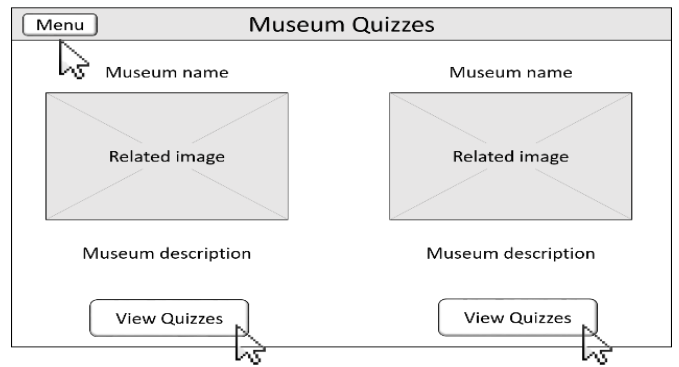 Menu
Museum Quizzes
Museum name
Museum name
Related image
Related image
Museum description
Museum description
View Quizzes
View Quizzes